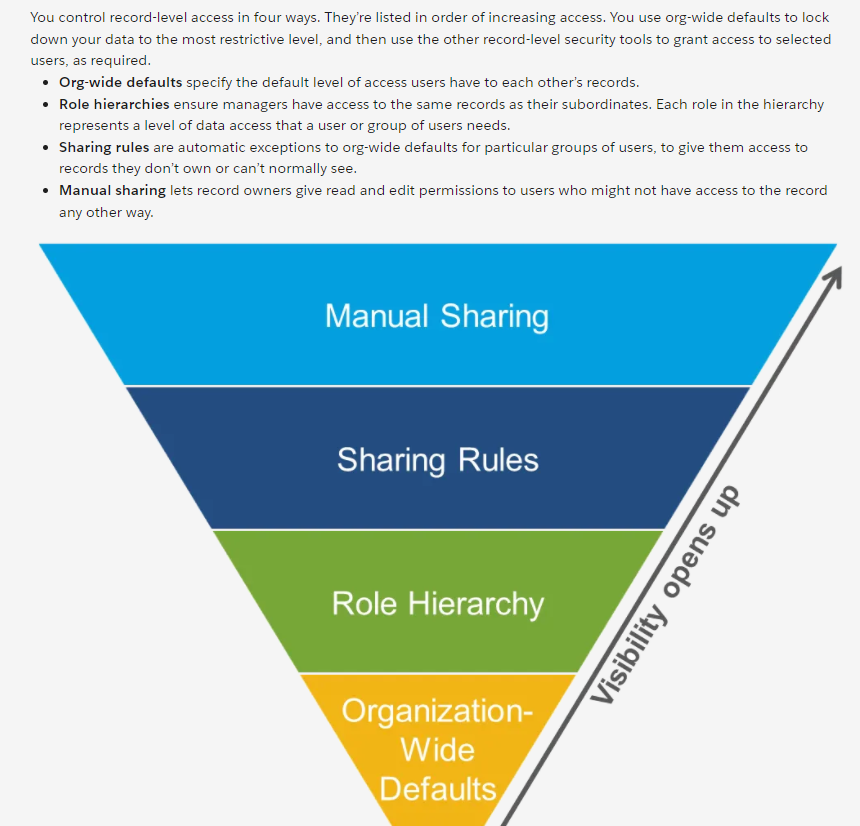 You control record-level access in four ways. They’re listed in order of increasing access. You use org-wide defaults to lock
down your data to the most restrictive level, and then use the other record-level security tools to grant access to selected
users, as required.
• Org-wide defaults specify the default level of access users have to each other’s records.
• Role hierarchies ensure managers have access to the same records as their subordinates. Each role in the hierarchy
represents a level of data access that a user or group of users needs.
• Sharing rules are automatic exceptions to org-wide defaults for particular groups of users, to give them access to
records they don’t own or can’t normally see.
• Manual sharing lets record owners give read and edit permissions to users who might not have access to the record
any other way.
Manual Sharing
Sharing Rules
Role Hierarchy
Organization-
Wide
Defaults
Visibility opens up